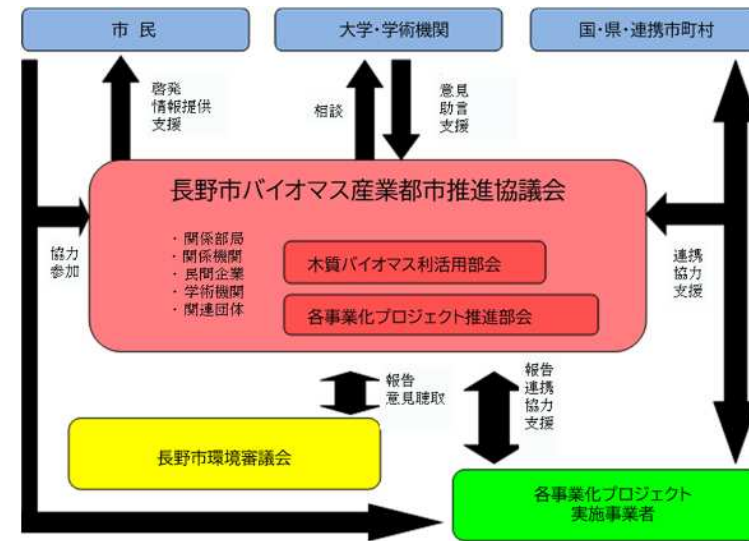 市 民
大学・学術機関
国・県・連携市町村
啓発
情報提供
支援
相談
意見
助言
支援
長野市バイオマス産業都市推進協議会
・関係部局
・関係機関
・民間企業
・学術機関
・関連団体
木質バイオマス利活用部会
各事業化プロジェクト推進部会
協力
参加
連携
協力
支援
報告
意見聴取
報告
連携
協力
支援
長野市環境審議会
各事業化プロジェクト
実施事業者